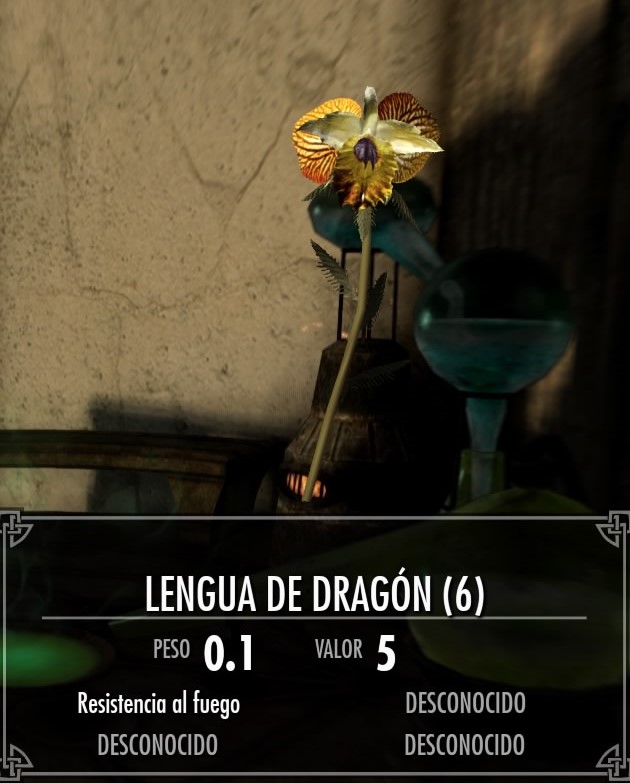 LENGUA DE DRAGÓN (6)
PESO 0.1 VALOR 5
Resistencia al fuego DESCONOCIDO
DESCONOCIDO DESCONOCIDO